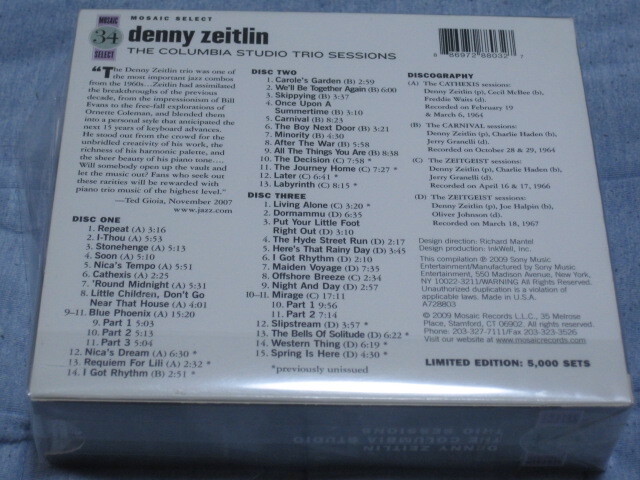 MOSAIC SELECT
MOSAIC
34
SELECT
denny zeitlin
THE COLUMBIA STUDIO TRIO SESSIONS
8 86972 88032 1
"The Denny Zeitlin trio was one of
the most important jazz combos
from the 1960s...Zeitlin had assimilated
the breakthroughs of the previous
decade, from the impressionism of Bill
Evans to the free-fall explorations of
Ornette Coleman, and blended them
into a personal style that anticipated the
next 15 years of keyboard advances.
He stood out from the crowd for the
unbridled creativity of his work, the
richness of his harmonic palette, and
the sheer beauty of his piano tone....
Will somebody open up the vault and
let the music out? Fans who seek out
these rarities will be rewarded with
piano trio music of the highest level."
—Ted Gioia, November 2007
www.jazz.com
DISC ONE
1. Repeat (A) 3:16
2. I-Thou (A) 5:53
3. Stonehenge (A) 5:13
4. Soon (A) 5:10
5. Nica's Tempo (A) 5:51
6. Cathexis (A) 2:25
7. 'Round Midnight (A) 5:31
8. Little Children, Don't Go
Near That House (A) 4:01
9–11. Blue Phoenix (A) 15:20
9. Part 1 5:03
10. Part 2 5:13
11. Part 3 5:04
12. Nica's Dream (A) 6:30 *
13. Requiem For Lili (A) 2:32 *
14. I Got Rhythm (B) 2:51 *
DISC TWO
1. Carole's Garden (B) 2:59
2. We'll Be Together Again (B) 6:00
3. Skippying (B) 3:37
4. Once Upon A
Summertime (B) 3:10
5. Carnival (B) 8:23
6. The Boy Next Door (B) 3:21
7. Minority (B) 4:30
8. After The War (B) 5:58
9. All The Things You Are (B) 8:38
10. The Decision (C) 7:58 *
11. The Journey Home (C) 7:27 *
12. Later (C) 6:41 *
13. Labyrinth (C) 8:15 *
DISC THREE
1. Living Alone (C) 3:20 *
2. Dormammu (D) 6:35
3. Put Your Little Foot
Right Out (D) 3:10
4. The Hyde Street Run (D) 2:17
5. Here's That Rainy Day (D) 3:45
6. I Got Rhythm (D) 2:10
7. Maiden Voyage (D) 7:35
8. Offshore Breeze (C) 2:34
9. Night And Day (D) 2:57
10–11. Mirage (C) 17:11
10. Part 1 9:56
11. Part 2 7:14
12. Slipstream (D) 3:57 *
13. The Bells Of Solitude (D) 6:22 *
14. Western Thing (D) 6:19 *
15. Spring Is Here (D) 4:30 *
*previously unissued
DISCOGRAPHY
(A) The CATHEXIS sessions:
Denny Zeitlin (p), Cecil McBee (b),
Freddie Waits (d).
Recorded on February 19
& March 6, 1964
(B) The CARNIVAL sessions:
Denny Zeitlin (p), Charlie Haden (b),
Jerry Granelli (d).
Recorded on October 28 & 29, 1964
(C) The ZEITGEIST sessions:
Denny Zeitlin (p), Charlie Haden (b),
Jerry Granelli (d).
Recorded on April 16 & 17, 1966
(D) The ZEITGEIST sessions:
Denny Zeitlin (p), Joe Halpin (b),
Oliver Johnson (d).
Recorded on March 18, 1967
Design direction: Richard Mantel
Design production: InkWell, Inc.
This compilation ℗ 2009 Sony Music
Entertainment/Manufactured by Sony Music
Entertainment, 550 Madison Avenue, New York,
NY 10022-3211/WARNING All Rights Reserved.
Unauthorized duplication is a violation of
applicable laws. Made in U.S.A.
A728803
© 2009 Mosaic Records L.L.C., 35 Melrose
Place, Stamford, CT 06902. All rights reserved.
Phone: 203-327-7111/Fax 203-323-3526.
Visit our website at www.mosaicrecords.com
LIMITED EDITION: 5,000 SETS
DENNY ZEITLIN
THE COLUMBIA STUDIO
TRIO SESSIONS